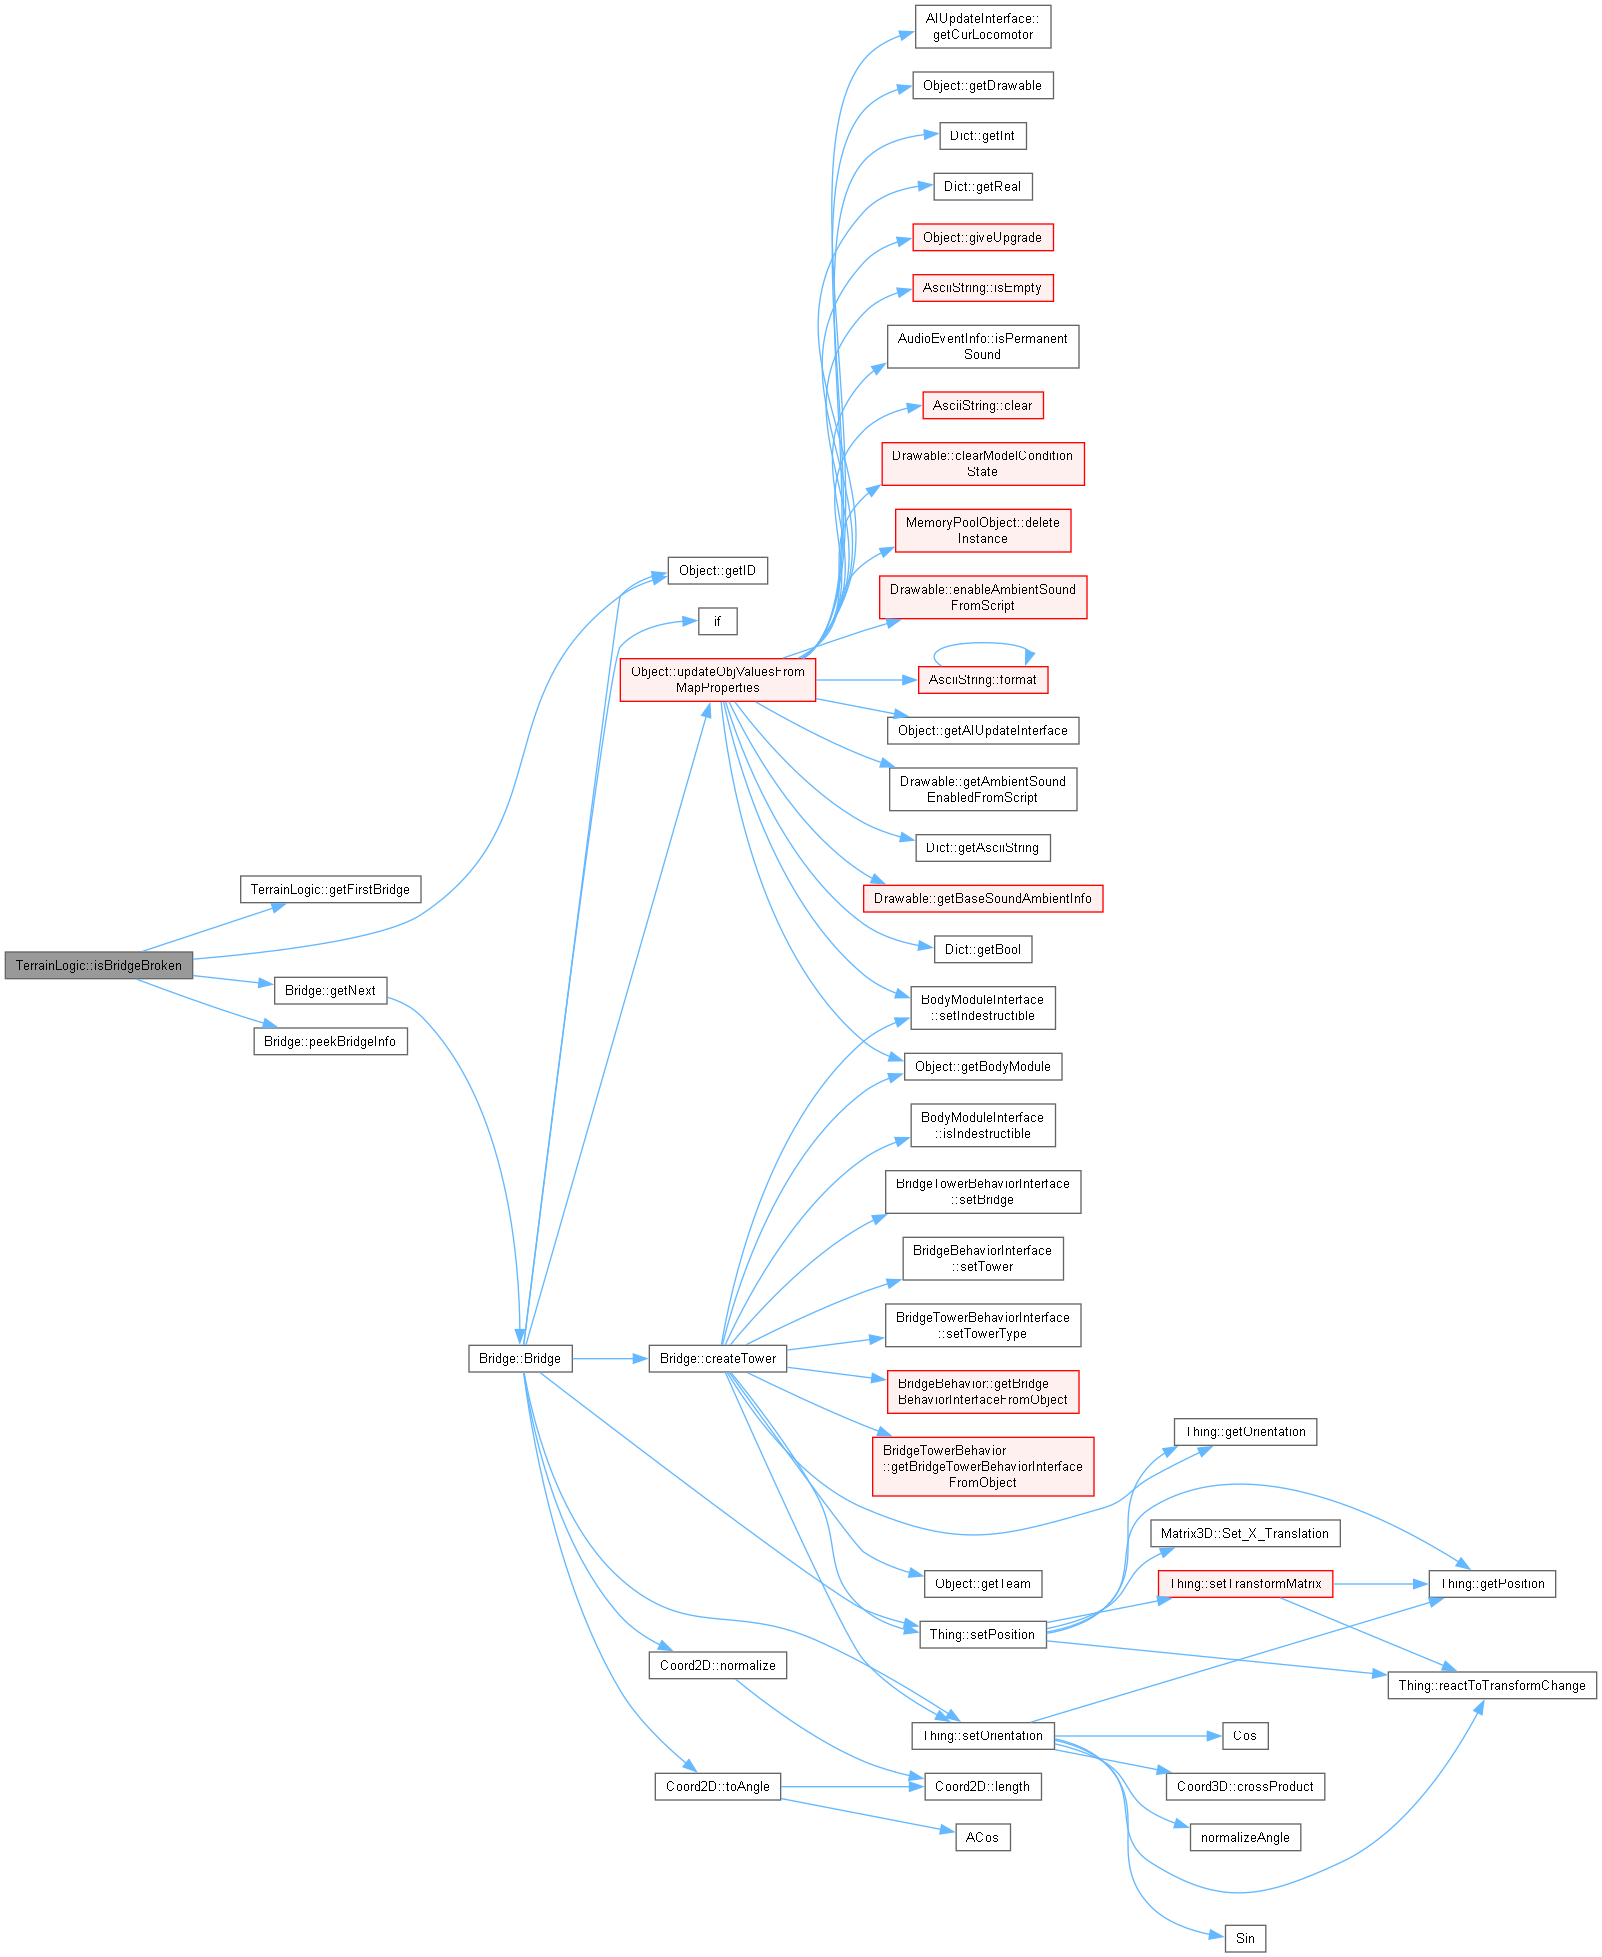 AIUpdateInterface::
getCurLocomotor
Object::getDrawable
Dict::getInt
Dict::getReal
Object::giveUpgrade
AsciiString::isEmpty
AudioEventInfo::isPermanent
Sound
AsciiString::clear
Drawable::clearModelCondition
State
MemoryPoolObject::delete
Instance
Object::getID
Drawable::enableAmbientSound
FromScript
if
Object::updateObjValuesFrom
MapProperties
AsciiString::format
Object::getAIUpdateInterface
Drawable::getAmbientSound
EnabledFromScript
Dict::getAsciiString
TerrainLogic::getFirstBridge
Drawable::getBaseSoundAmbientInfo
Dict::getBool
TerrainLogic::isBridgeBroken
Bridge::getNext
BodyModuleInterface
::setIndestructible
Bridge::peekBridgeInfo
Object::getBodyModule
BodyModuleInterface
::isIndestructible
BridgeTowerBehaviorInterface
::setBridge
BridgeBehaviorInterface
::setTower
BridgeTowerBehaviorInterface
::setTowerType
Bridge::Bridge
Bridge::createTower
BridgeBehavior::getBridge
BehaviorInterfaceFromObject
Thing::getOrientation
BridgeTowerBehavior
::getBridgeTowerBehaviorInterface
FromObject
Matrix3D::Set_X_Translation
Object::getTeam
Thing::setTransformMatrix
Thing::getPosition
Thing::setPosition
Coord2D::normalize
Thing::reactToTransformChange
Thing::setOrientation
Cos
Coord2D::toAngle
Coord2D::length
Coord3D::crossProduct
ACos
normalizeAngle
Sin